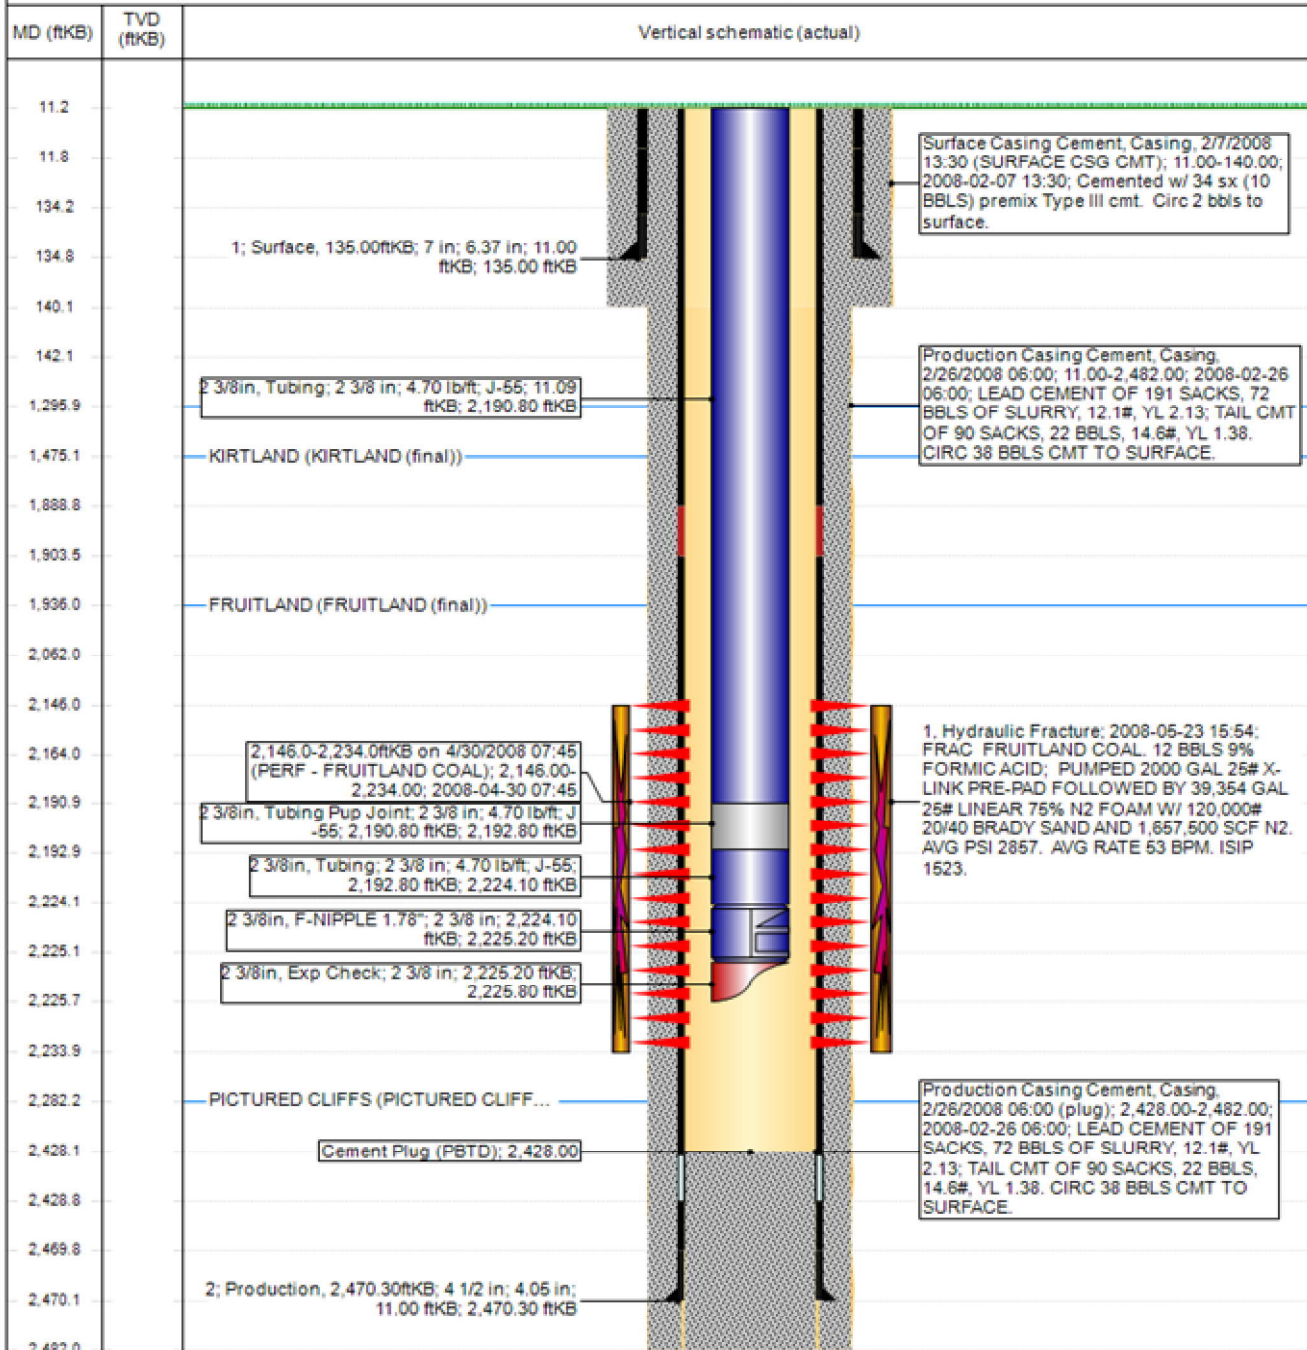 MD (ftKB)
TVD
(ftKB)
Vertical schematic (actual)
11.2
11.8
134.2
134.8
140.1
142.1
1,295.9
1,475.1
1,888.8
1,903.5
1,936.0
2,062.0
2,146.0
2,164.0
2,190.9
2,192.9
2,224.1
2,225.1
2,225.7
2,233.9
2,282.2
2,428.1
2,428.8
2,469.8
2,470.1
2,482.0
Surface Casing Cement, Casing, 2/7/2008
13:30 (SURFACE CSG CMT); 11.00-140.00;
2008-02-07 13:30; Cemented w/ 34 sx (10
BBLS) premix Type III cmt. Circ 2 bbls to
surface.
1; Surface, 135.00ftKB; 7 in; 6.37 in; 11.00
ftKB; 135.00 ftKB
Production Casing Cement, Casing,
2/26/2008 06:00; 11.00-2,482.00; 2008-02-26
06:00; LEAD CEMENT OF 191 SACKS, 72
BBLS OF SLURRY, 12.1#, YL 2.13; TAIL CMT
OF 90 SACKS, 22 BBLS, 14.6#, YL 1.38.
CIRC 38 BBLS CMT TO SURFACE.
2 3/8in, Tubing; 2 3/8 in; 4.70 lb/ft; J-55; 11.09
ftKB; 2,190.80 ftKB
KIRTLAND (KIRTLAND (final))
FRUITLAND (FRUITLAND (final))
2,146.0-2,234.0ftKB on 4/30/2008 07:45
(PERF - FRUITLAND COAL); 2,146.00-
2,234.00; 2008-04-30 07:45
1, Hydraulic Fracture; 2008-05-23 15:54;
FRAC FRUITLAND COAL. 12 BBLS 9%
FORMIC ACID; PUMPED 2000 GAL 25# X-
LINK PRE-PAD FOLLOWED BY 39,354 GAL
25# LINEAR 75% N2 FOAM W/ 120,000#
20/40 BRADY SAND AND 1,657,500 SCF N2.
AVG PSI 2857. AVG RATE 53 BPM. ISIP
1523.
2 3/8in, Tubing Pup Joint; 2 3/8 in; 4.70 lb/ft; J
-55; 2,190.80 ftKB; 2,192.80 ftKB
2 3/8in, Tubing; 2 3/8 in; 4.70 lb/ft; J-55;
2,192.80 ftKB; 2,224.10 ftKB
2 3/8in, F-NIPPLE 1.78"; 2 3/8 in; 2,224.10
ftKB; 2,225.20 ftKB
2 3/8in, Exp Check; 2 3/8 in; 2,225.20 ftKB;
2,225.80 ftKB
PICTURED CLIFFS (PICTURED CLIFF...
Cement Plug (PBTD); 2,428.00
Production Casing Cement, Casing,
2/26/2008 06:00 (plug); 2,428.00-2,482.00;
2008-02-26 06:00; LEAD CEMENT OF 191
SACKS, 72 BBLS OF SLURRY, 12.1#, YL
2.13; TAIL CMT OF 90 SACKS, 22 BBLS,
14.6#, YL 1.38. CIRC 38 BBLS CMT TO
SURFACE.
2; Production, 2,470.30ftKB; 4 1/2 in; 4.05 in;
11.00 ftKB; 2,470.30 ftKB